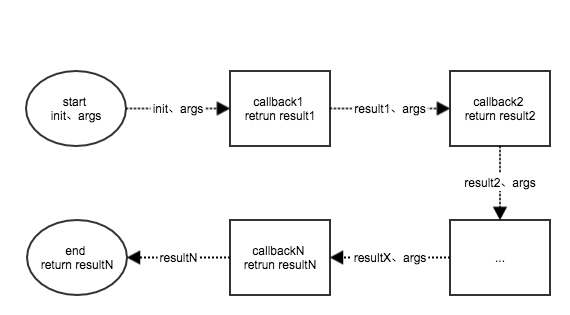 start
init、args
init、args
callback1
retrun result1
result1、args
callback2
return result2
result2、args
...
resultX、args
callbackN
retrun resultN
resultN
end
return resultN